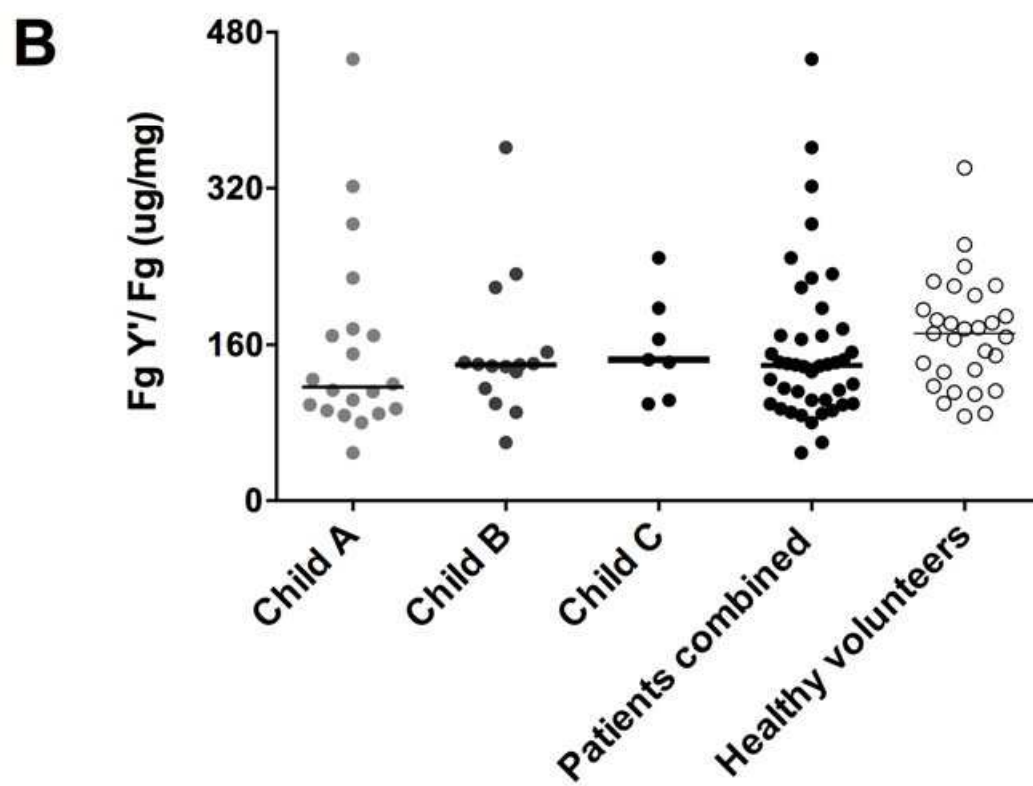 B
Fg Y'/ Fg (ug/mg)
480
320
160
0
Child A
Child B
Child C
Patients combined
Healthy volunteers